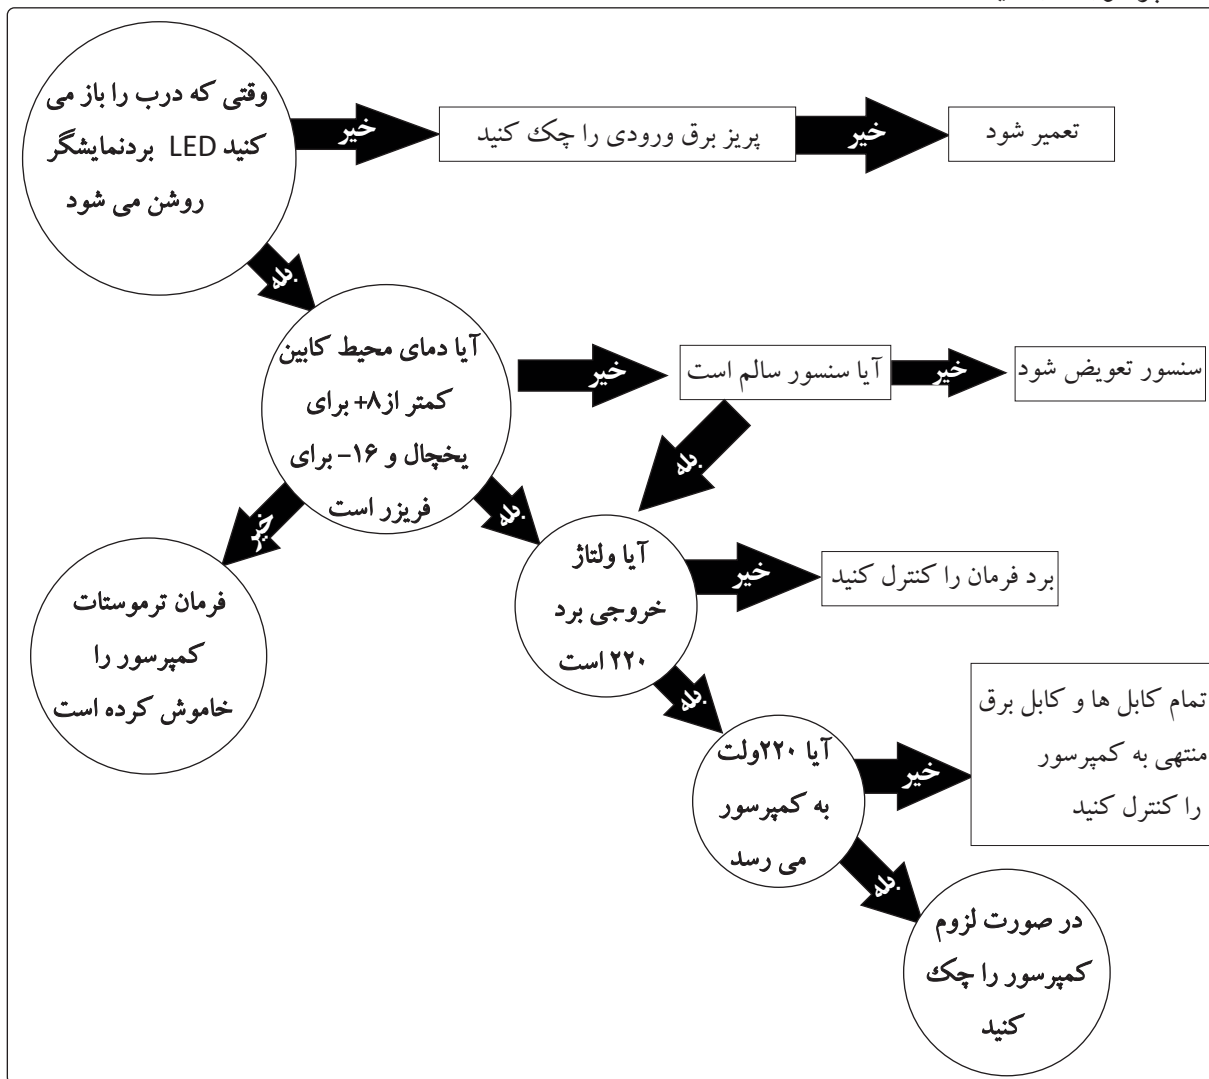 وقتی که درب را باز می
کنید LED بردنمایشگر
روشن می شود
خیر
پریز برق ورودی را چک کنید
خیر
تعمیر شود
بله
آیا دمای محیط کابین
کمتر از ۸+ برای
یخچال و ۱۶- برای
فریزر است
خیر
آیا سنسور سالم است
خیر
سنسور تعویض شود
بله
خیر
فرمان ترموستات
کمپرسور را
خاموش کرده است
بله
آیا ولتاژ
خروجی برد
۲۲۰ است
خیر
برد فرمان را کنترل کنید
بله
آیا ۲۲۰ولت
به کمپرسور
می رسد
خیر
تمام کابل ها و کابل برق
منتهی به کمپرسور
را کنترل کنید
بله
در صورت لزوم
کمپرسور را چک
کنید